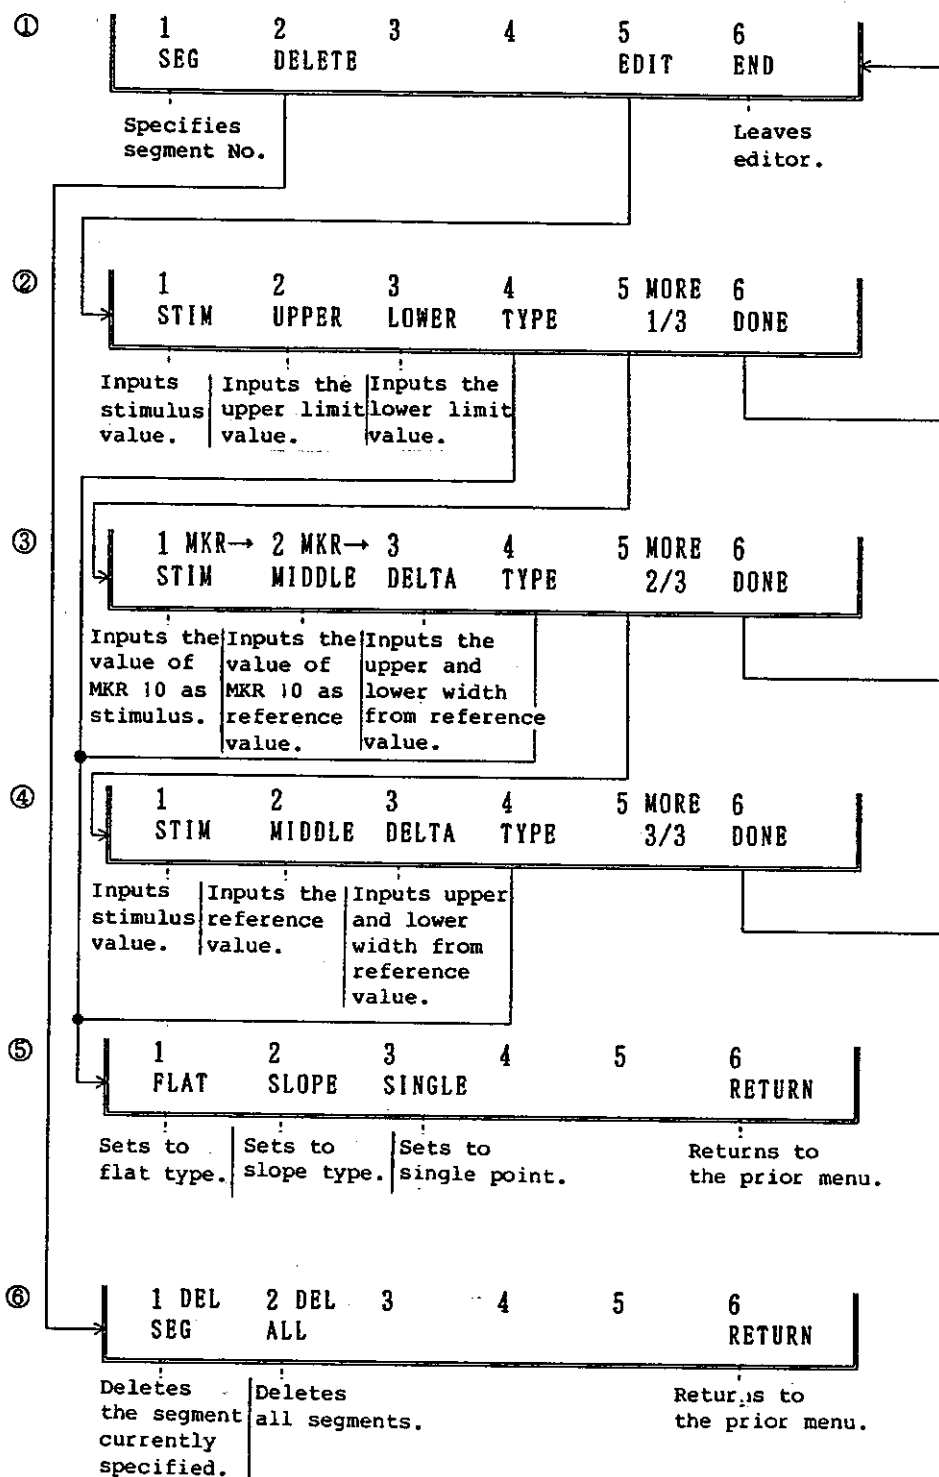 ①
1 2 3 4 5 6
SEG DELETE EDIT END
Specifies
segment No.
Leaves
editor.
②
1 2 3 4 5 MORE 6
STIM UPPER LOWER TYPE 1/3 DONE
Inputs
stimulus
value.
Inputs the
upper limit
value.
Inputs the
lower limit
value.
③
1 MKR→ 2 MKR→ 3 4 5 MORE 6
STIM MIDDLE DELTA TYPE 2/3 DONE
Inputs the
value of
MKR 10 as
stimulus.
Inputs the
value of
MKR 10 as
reference
value.
Inputs the
upper and
lower width
from reference
value.
④
1 2 3 4 5 MORE 6
STIM MIDDLE DELTA TYPE 3/3 DONE
Inputs
stimulus
value.
Inputs the
reference
value.
Inputs upper
and lower
width from
reference
value.
⑤
1 2 3 4 5 6
FLAT SLOPE SINGLE RETURN
Sets to
flat type.
Sets to
slope type.
Sets to
single point.
Returns to
the prior menu.
⑥
1 DEL 2 DEL 3 4 5 6
SEG ALL RETURN
Deletes
the segment
currently
specified.
Deletes
all segments.
Returns to
the prior menu.